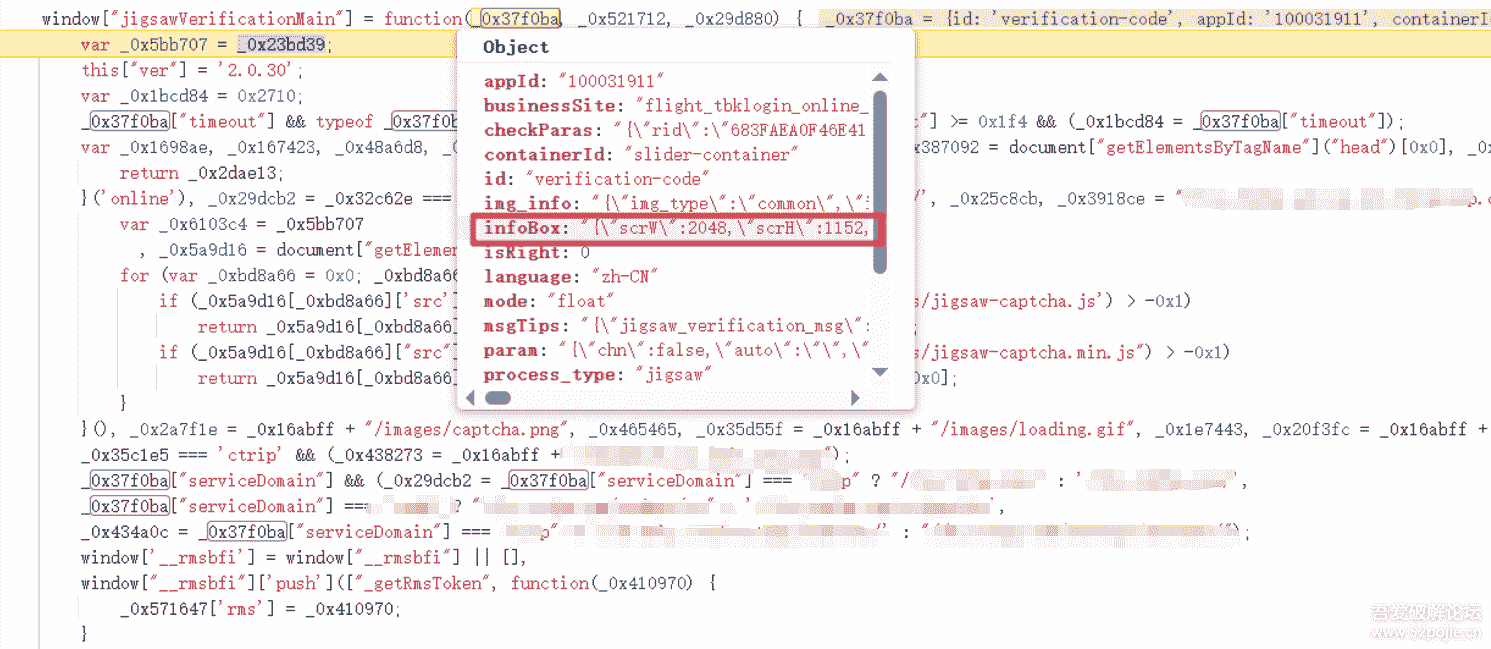 window["jigsawVerificationMain"] = function(_0x37f0ba, _0x521712, _0x29d880) { _0x37f0ba = {id: 'verification-code', appId: '100031911', containerI
var _0x5bb707 = _0x23bd39;
this["ver"] = '2.0.30';
var _0x1bcd84 = 0x2710;
_0x37f0ba["timeout"] && typeof _0x37f0b t"] >= 0x1f4 && (_0x1bcd84 = _0x37f0ba["timeout"]);
var _0x1698ae, _0x167423, _0x48a6d8, _ x387092 = document["getElementsByTagName"]("head")[0x0], _0x
return _0x2dae13;
}('online'), _0x29dcb2 = _0x32c62e === /', _0x25c8cb, _0x3918ce = "
var _0x6103c4 = _0x5bb707
, _0x5a9d16 = document["getElemen
for (var _0xbd8a66 = 0x0; _0xbd8a66
if (_0x5a9d16[_0xbd8a66]['src'] s/jigsaw-captcha.js') > -0x1)
return _0x5a9d16[_0xbd8a66] ;
if (_0x5a9d16[_0xbd8a66]["src"] s/jigsaw-captcha.min.js") > -0x1)
return _0x5a9d16[_0xbd8a66] 0x0];
}
}(), _0x2a7f1e = _0x16abff + "/images/captcha.png", _0x465465, _0x35d55f = _0x16abff + "/images/loading.gif", _0x1e7443, _0x20f3fc = _0x16abff +
_0x35c1e5 === 'ctrip' && (_0x438273 = _0x16abff + ");
_0x37f0ba["serviceDomain"] && (_0x29dcb2 = _0x37f0ba["serviceDomain"] === " p" ? "/ : ' ',
_0x37f0ba["serviceDomain"] === ? " : ' ',
_0x434a0c = _0x37f0ba["serviceDomain"] === p" /' : " ");
window['__rmsbfi'] = window["__rmsbfi"] || [],
window["__rmsbfi"]['push'](["_getRmsToken", function(_0x410970) {
_0x571647['rms'] = _0x410970;
}
Object
appId: "100031911"
businessSite: "flight_tbklogin_online_
checkParas: "{\"rid\":\"683FAEA0F46E41
containerId: "slider-container"
id: "verification-code"
img_info: "{\"img_type\":\"common\",\"
infoBox: "{\"scrW\":2048,\"scrH\":1152,
isRight: 0
language: "zh-CN"
mode: "float"
msgTips: "{\"jigsaw_verification_msg\":
param: "{\"chn\":false,\"auto\":\"\",\"
process_type: "jigsaw"
吾爱破解论坛
www.52pojie.cn